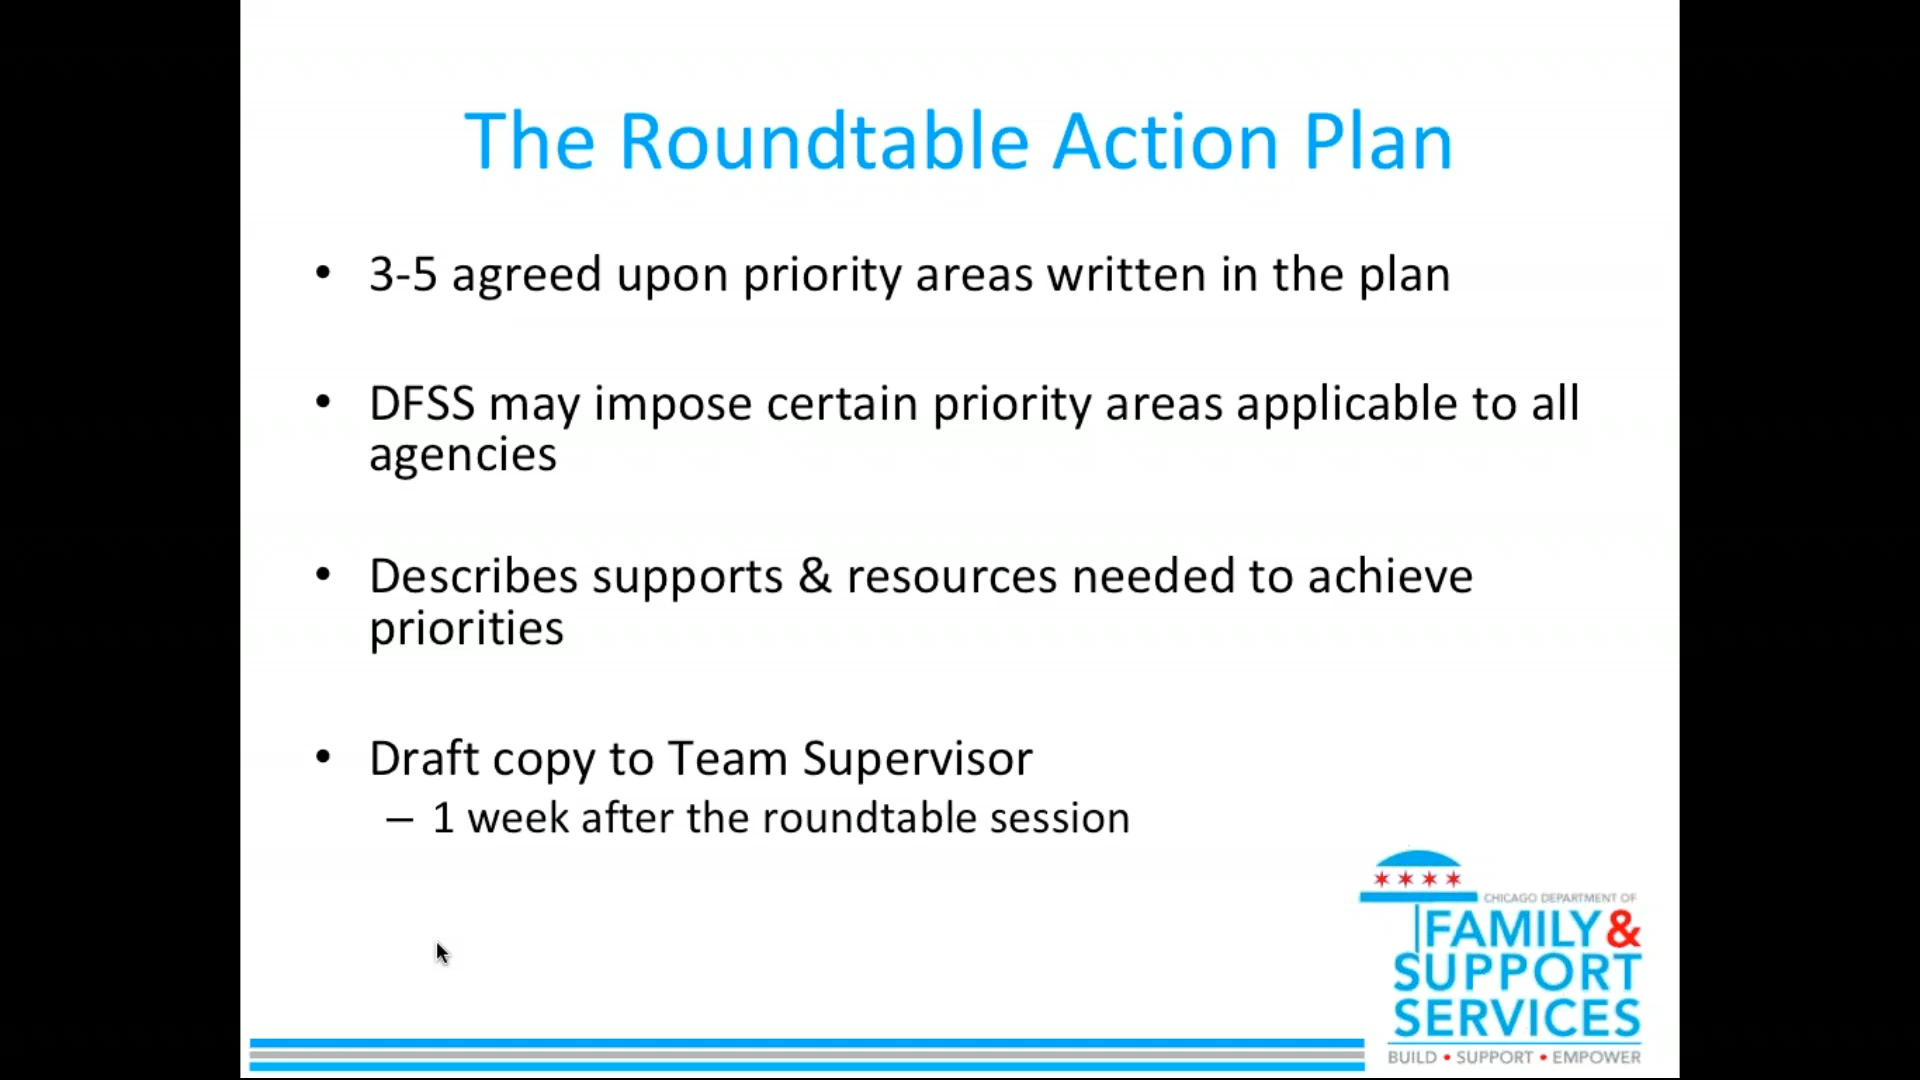 The Roundtable Action Plan
• 3-5 agreed upon priority areas written in the plan
• DFSS may impose certain priority areas applicable to all
agencies
• Describes supports & resources needed to achieve
priorities
• Draft copy to Team Supervisor
– 1 week after the roundtable session
CHICAGO DEPARTMENT OF
FAMILY &
SUPPORT
SERVICES
BUILD • SUPPORT • EMPOWER